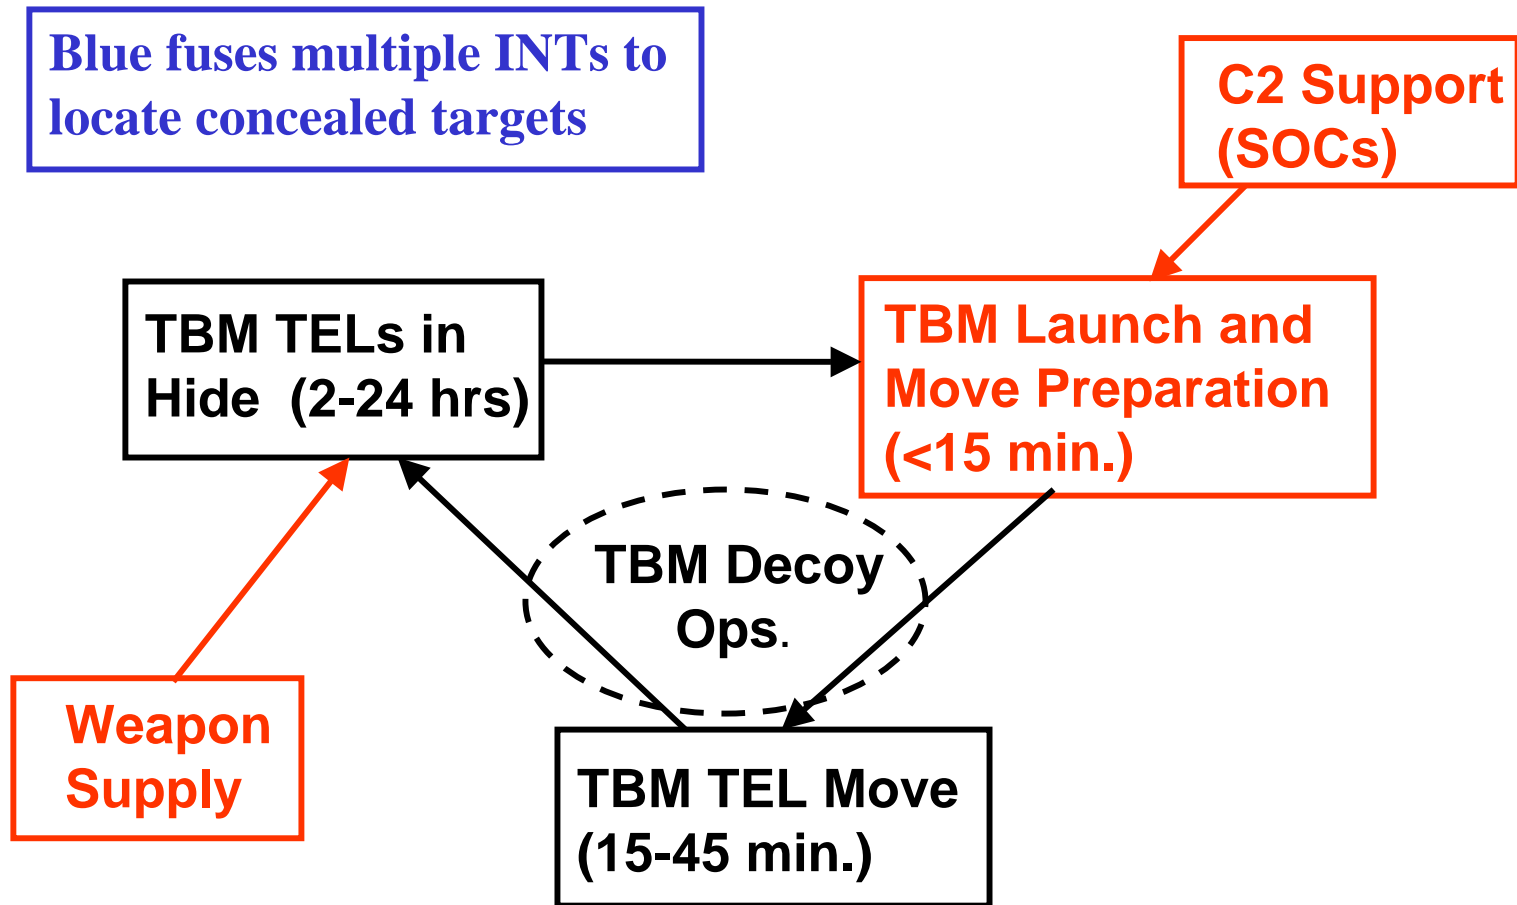 Blue fuses multiple INTs to
locate concealed targets
C2 Support
(SOCs)
TBM TELs in
Hide (2-24 hrs)
TBM Launch and
Move Preparation
(<15 min.)
TBM Decoy
Ops.
Weapon
Supply
TBM TEL Move
(15-45 min.)